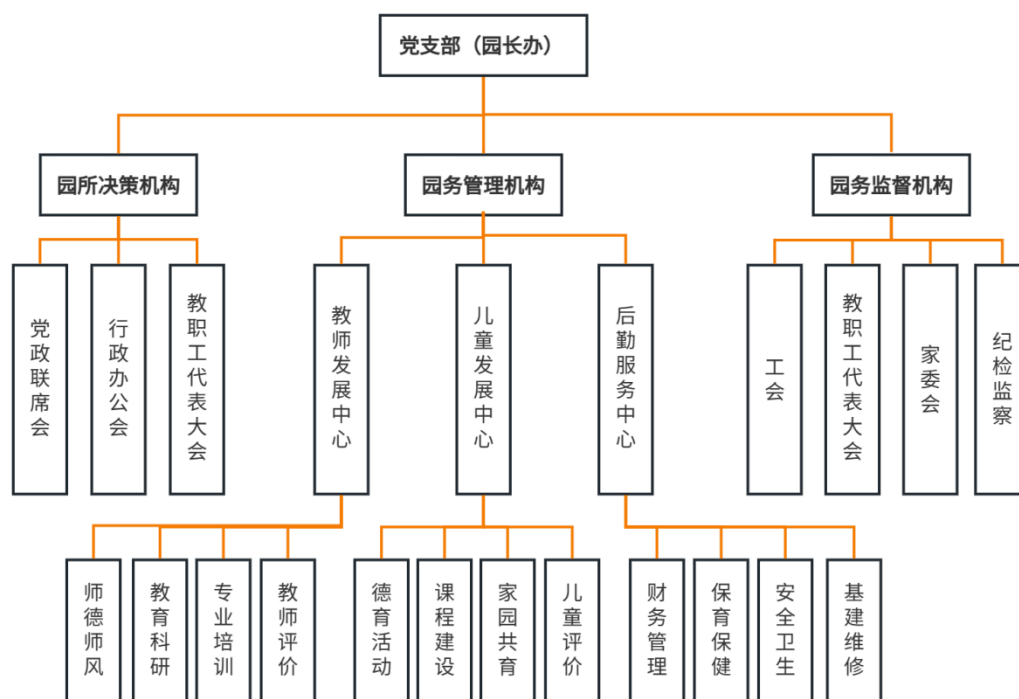 党支部（园长办）
园所决策机构
园务管理机构
园务监督机构
党政联席会
行政办公会
教职工代表大会
教师发展中心
儿童发展中心
后勤服务中心
工会
教职工代表大会
家委会
纪检监察
师德师风
教育科研
专业培训
教师评价
德育活动
课程建设
家园共育
儿童评价
财务管理
保育保健
安全卫生
基建维修